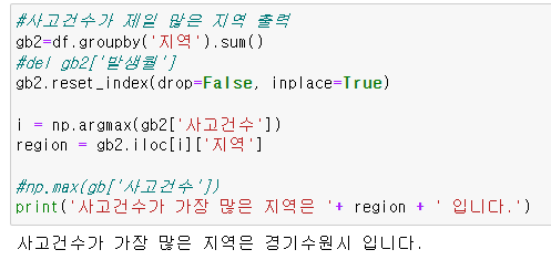 #사고건수가 제일 많은 지역 출력
gb2=df.groupby('지역').sum()
#del gb2['발생월']
gb2.reset_index(drop=False, inplace=True)
i = np.argmax(gb2['사고건수'])
region = gb2.iloc[i]['지역']
#np.max(gb['사고건수'])
print('사고건수가 가장 많은 지역은 '+ region + ' 입니다.')
사고건수가 가장 많은 지역은 경기수원시 입니다.